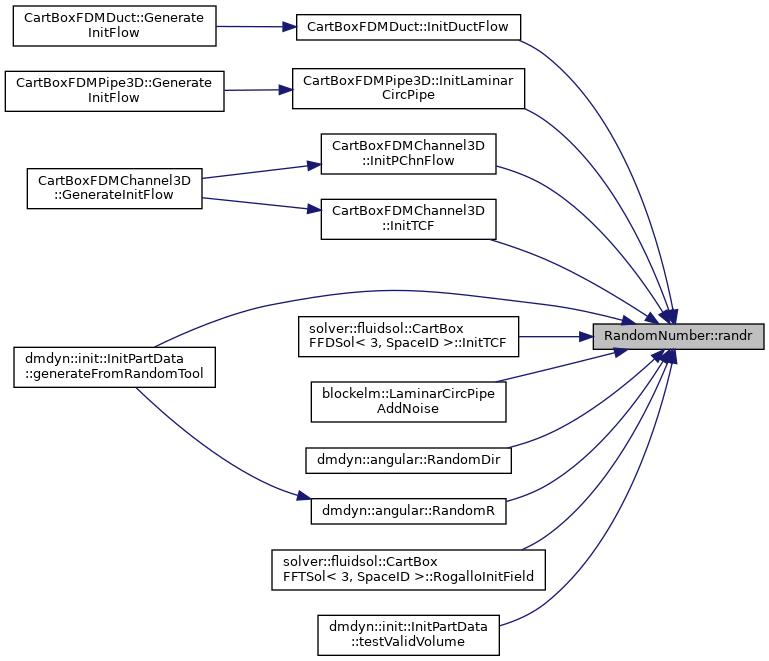 CartBoxFDMDuct::Generate
InitFlow
CartBoxFDMDuct::InitDuctFlow
CartBoxFDMPipe3D::Generate
InitFlow
CartBoxFDMPipe3D::InitLaminar
CircPipe
CartBoxFDMChannel3D
::GenerateInitFlow
CartBoxFDMChannel3D
::InitPChnFlow
CartBoxFDMChannel3D
::InitTCF
dmdyn::init::InitPartData
::generateFromRandomTool
solver::fluidsol::CartBox
FFDSol< 3, SpaceID >::InitTCF
RandomNumber::randr
blockelm::LaminarCircPipe
AddNoise
dmdyn::angular::RandomDir
dmdyn::angular::RandomR
solver::fluidsol::CartBox
FFTSol< 3, SpaceID >::RogalloInitField
dmdyn::init::InitPartData
::testValidVolume